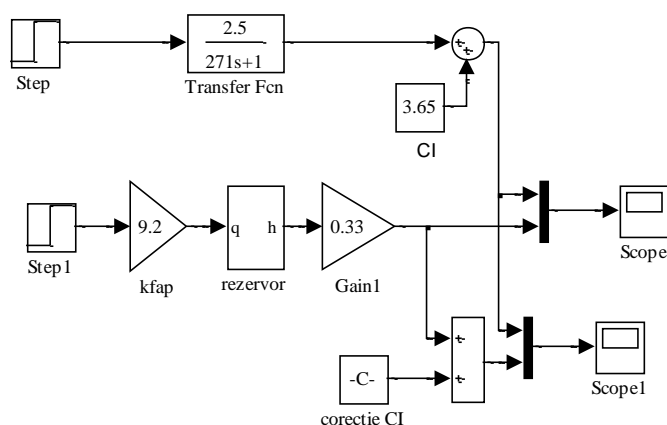 2.5
271s+1
Step
Transfer Fcn
+
+
3.65
CI
9.2
q
h
0.33
Step1
kfap
rezervor
Gain1
Scope
+
+
-C-
corectie CI
Scope1